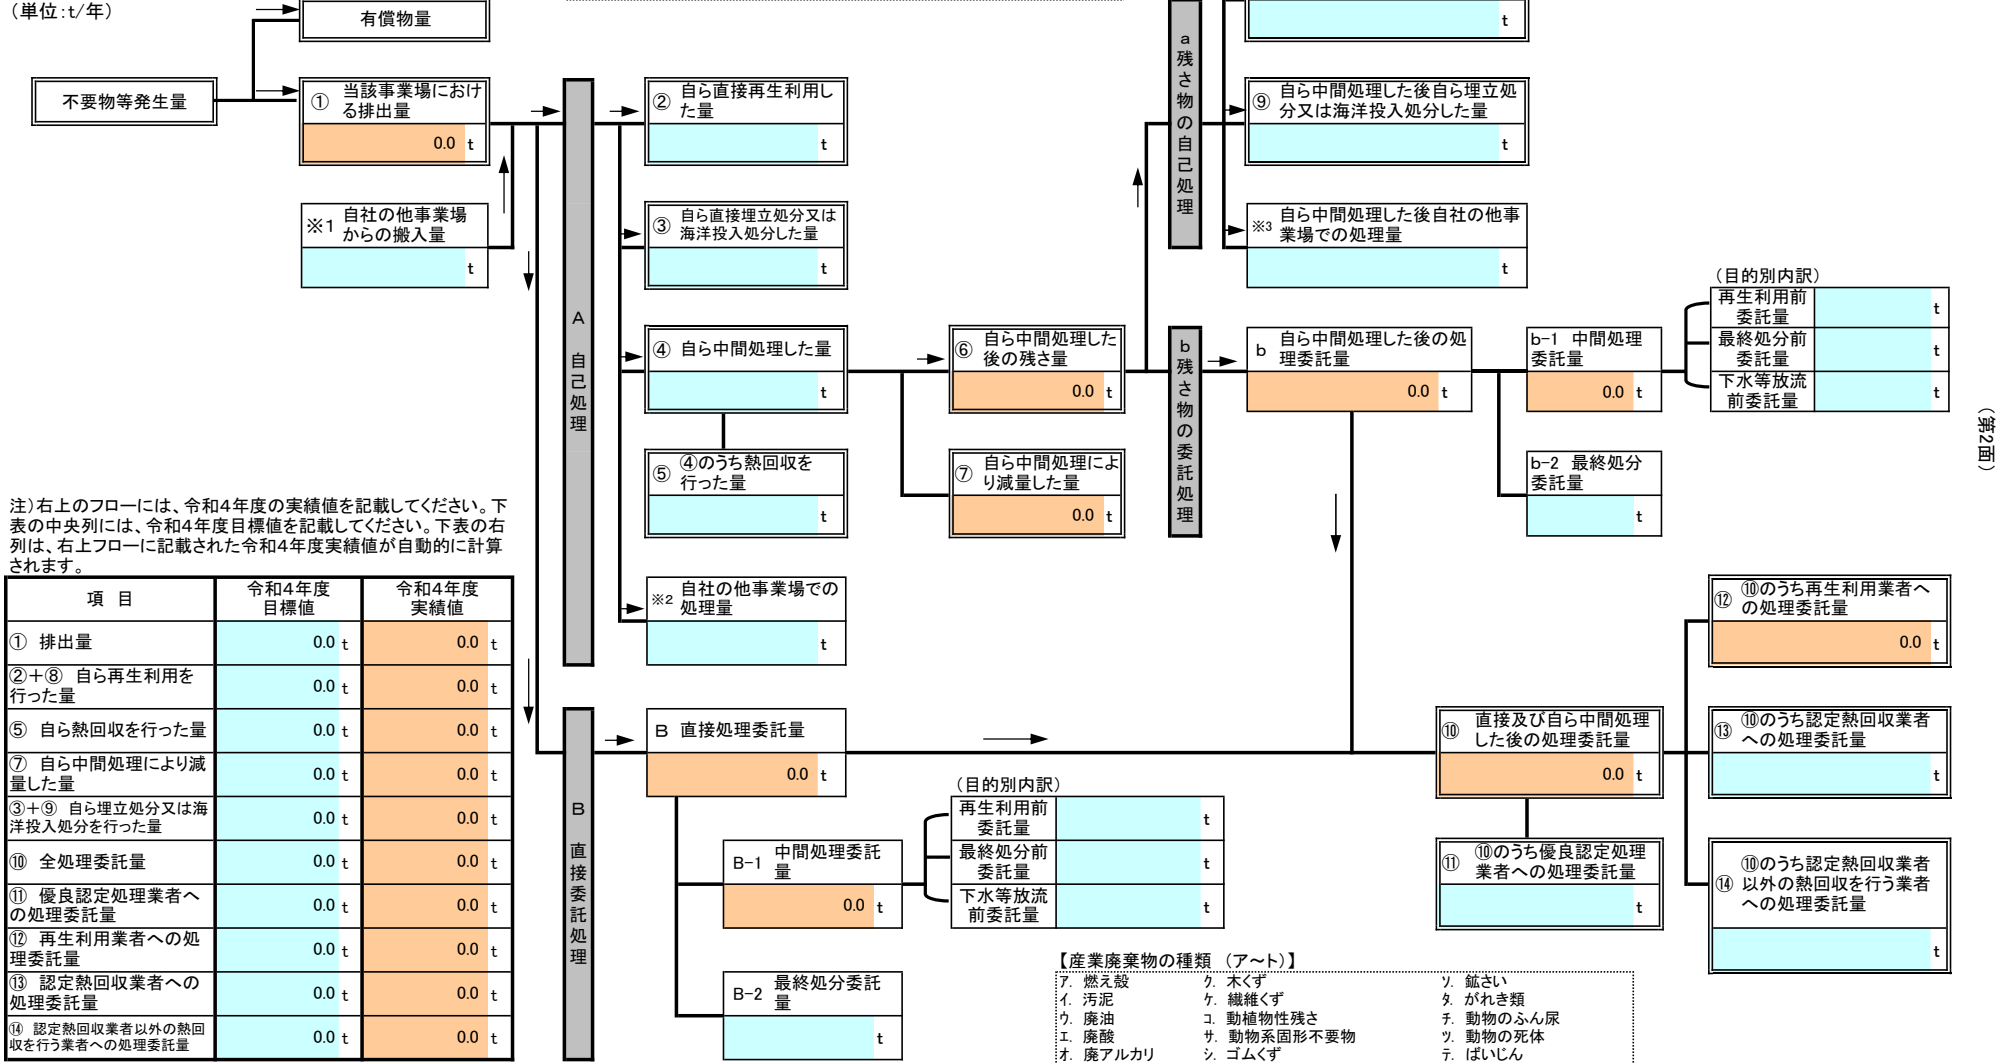 (単位:t/年)
有償物量
不要物等発生量
① 当該事業場におけ
る排出量
0.0 t
※1 自社の他事業場
からの搬入量
t
A 自己処理
② 自ら直接再生利用し
た量
t
③ 自ら直接埋立処分又は
海洋投入処分した量
t
④ 自ら中間処理した量
t
⑤ ④のうち熱回収を
行った量
t
※2 自社の他事業場での
処理量
t
⑥ 自ら中間処理した
後の残さ量
0.0 t
⑦ 自ら中間処理によ
り減量した量
0.0 t
a 残さ物の自己処理
t
⑨ 自ら中間処理した後自ら埋立処
分又は海洋投入処分した量
t
※3 自ら中間処理した後自社の他事
業場での処理量
t
b 残さ物の委託処理
b 自ら中間処理した後の処
理委託量
0.0 t
b-1 中間処理
委託量
0.0 t
b-2 最終処分
委託量
t
(目的別内訳)
再生利用前
委託量
t
最終処分前
委託量
t
下水等放流
前委託量
t
(第2面)
注)右上のフローには、令和4年度の実績値を記載してください。下
表の中央列には、令和4年度目標値を記載してください。下表の右
列は、右上フローに記載された令和4年度実績値が自動的に計算
されます。
項 目 令和4年度 目標値 令和4年度 実績値
① 排出量 0.0 t 0.0 t
②+⑧ 自ら再生利用を
行った量 0.0 t 0.0 t
⑤ 自ら熱回収を行った量 0.0 t 0.0 t
⑦ 自ら中間処理により減
量した量 0.0 t 0.0 t
③+⑨ 自ら埋立処分又は海
洋投入処分を行った量 0.0 t 0.0 t
⑩ 全処理委託量 0.0 t 0.0 t
⑪ 優良認定処理業者へ
の処理委託量 0.0 t 0.0 t
⑫ 再生利用業者への処
理委託量 0.0 t 0.0 t
⑬ 認定熱回収業者への
処理委託量 0.0 t 0.0 t
⑭ 認定熱回収業者以外の熱回
収を行う業者への処理委託量 0.0 t 0.0 t
B 直接委託処理
B 直接処理委託量
0.0 t
B-1 中間処理委託
量
0.0 t
B-2 最終処分委託
量
t
(目的別内訳)
再生利用前
委託量
t
最終処分前
委託量
t
下水等放流
前委託量
t
⑩ 直接及び自ら中間処理
した後の処理委託量
0.0 t
⑪ ⑩のうち優良認定処理
業者への処理委託量
t
⑫ ⑩のうち再生利用業者へ
の処理委託量
0.0 t
⑬ ⑩のうち認定熱回収業者
への処理委託量
t
⑭ ⑩のうち認定熱回収業者
以外の熱回収を行う業者
への処理委託量
t
【産業廃棄物の種類 (ア~ト)】
ア. 燃え殻 ク. 木くず ソ. 鉱さい
イ. 汚泥 ケ. 繊維くず タ. がれき類
ウ. 廃油 コ. 動植物性残さ チ. 動物のふん尿
エ. 廃酸 サ. 動物系固形不要物 ツ. 動物の死体
オ. 廃アルカリ シ. ゴムくず テ. ばいじん